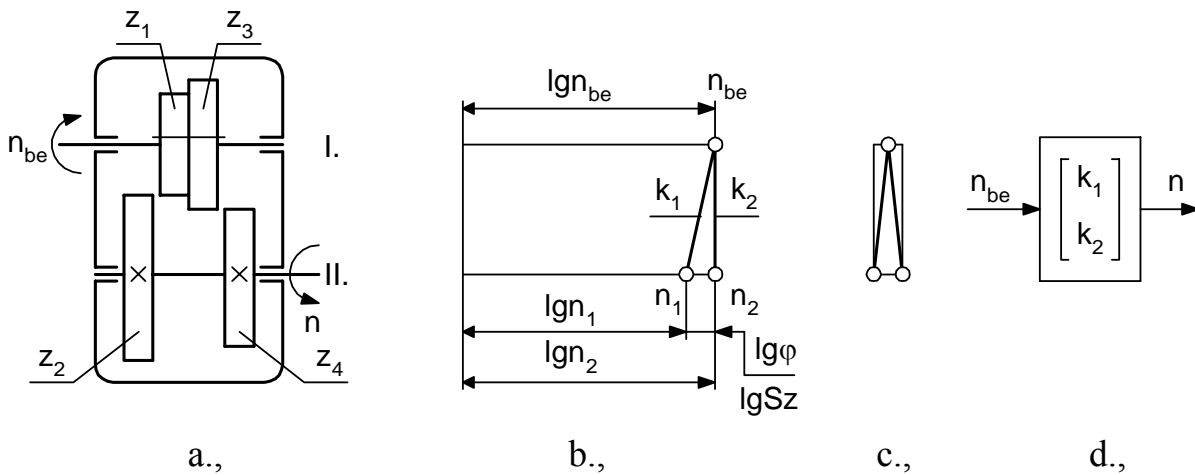 z1 z3
nbe
I.
II.
n
z2 z4
a.,
lgnbe nbe
k1 k2
n1 n2
lgn1
lgn2
lgφ
lgSz
b.,
c.,
nbe
k1
k2
n
d.,